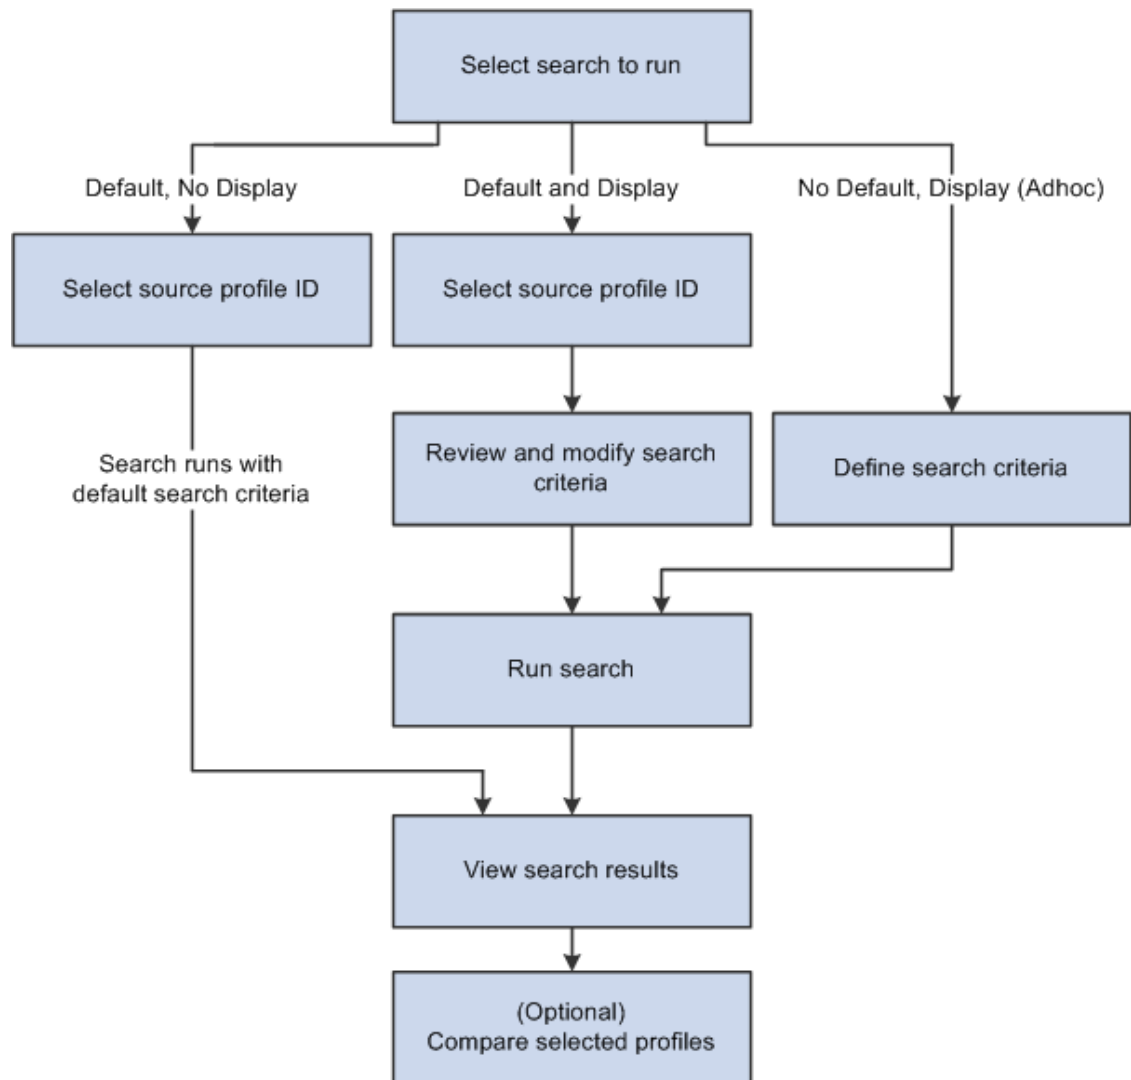 Select search to run
Default, No Display
Default and Display
No Default, Display (Adhoc)
Select source profile ID
Select source profile ID
Review and modify search
criteria
Define search criteria
Search runs with
default search criteria
Run search
View search results
(Optional)
Compare selected profiles